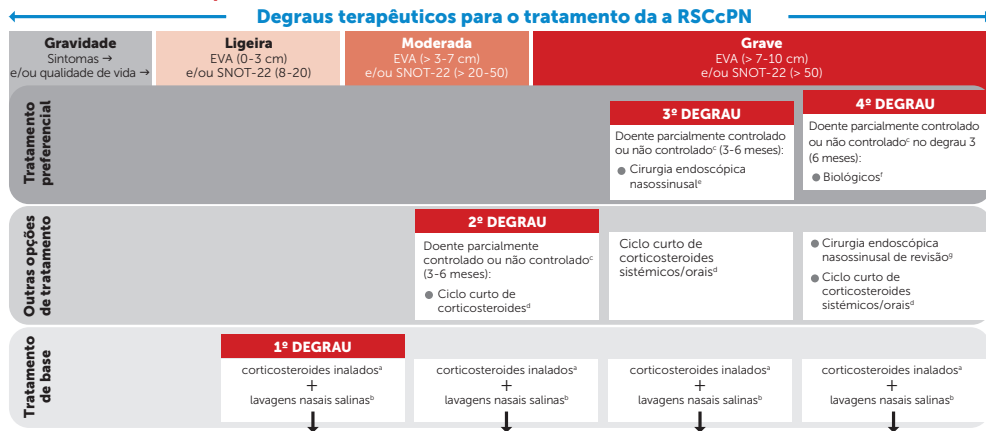 Degraus terapêuticos para o tratamento da a RSCcPN
Gravidade
Sintomas →
e/ou qualidade de vida →
Ligeira
EVA (0-3 cm)
e/ou SNOT-22 (8-20)
Moderada
EVA (> 3-7 cm)
e/ou SNOT-22 (> 20-50)
Grave
EVA (> 7-10 cm)
e/ou SNOT-22 (> 50)
Tratamento
preferencial
3º DEGRAU
Doente parcialmente controlado
ou não controladoᶜ (3-6 meses):
● Cirurgia endoscópica
nasossinusalᵉ
4º DEGRAU
Doente parcialmente controlado
ou não controladoᶜ no degrau 3
(6 meses):
● Biológicosᶠ
Outras opções
de tratamento
2º DEGRAU
Doente parcialmente
controlado ou não controladoᶜ
(3-6 meses):
● Ciclo curto de
corticosteroidesᵈ
Ciclo curto de
corticosteroides
sistémicos/oraisᵈ
● Cirurgia endoscópica
nasossinusal de revisãoᵍ
● Ciclo curto de
corticosteroides
sistémicos/oraisᵈ
Tratamento
de base
1º DEGRAU
corticosteroides inaladosᵃ
+
lavagens nasais salinasᵇ
corticosteroides inaladosᵃ
+
lavagens nasais salinasᵇ
corticosteroides inaladosᵃ
+
lavagens nasais salinasᵇ
corticosteroides inaladosᵃ
+
lavagens nasais salinasᵇ